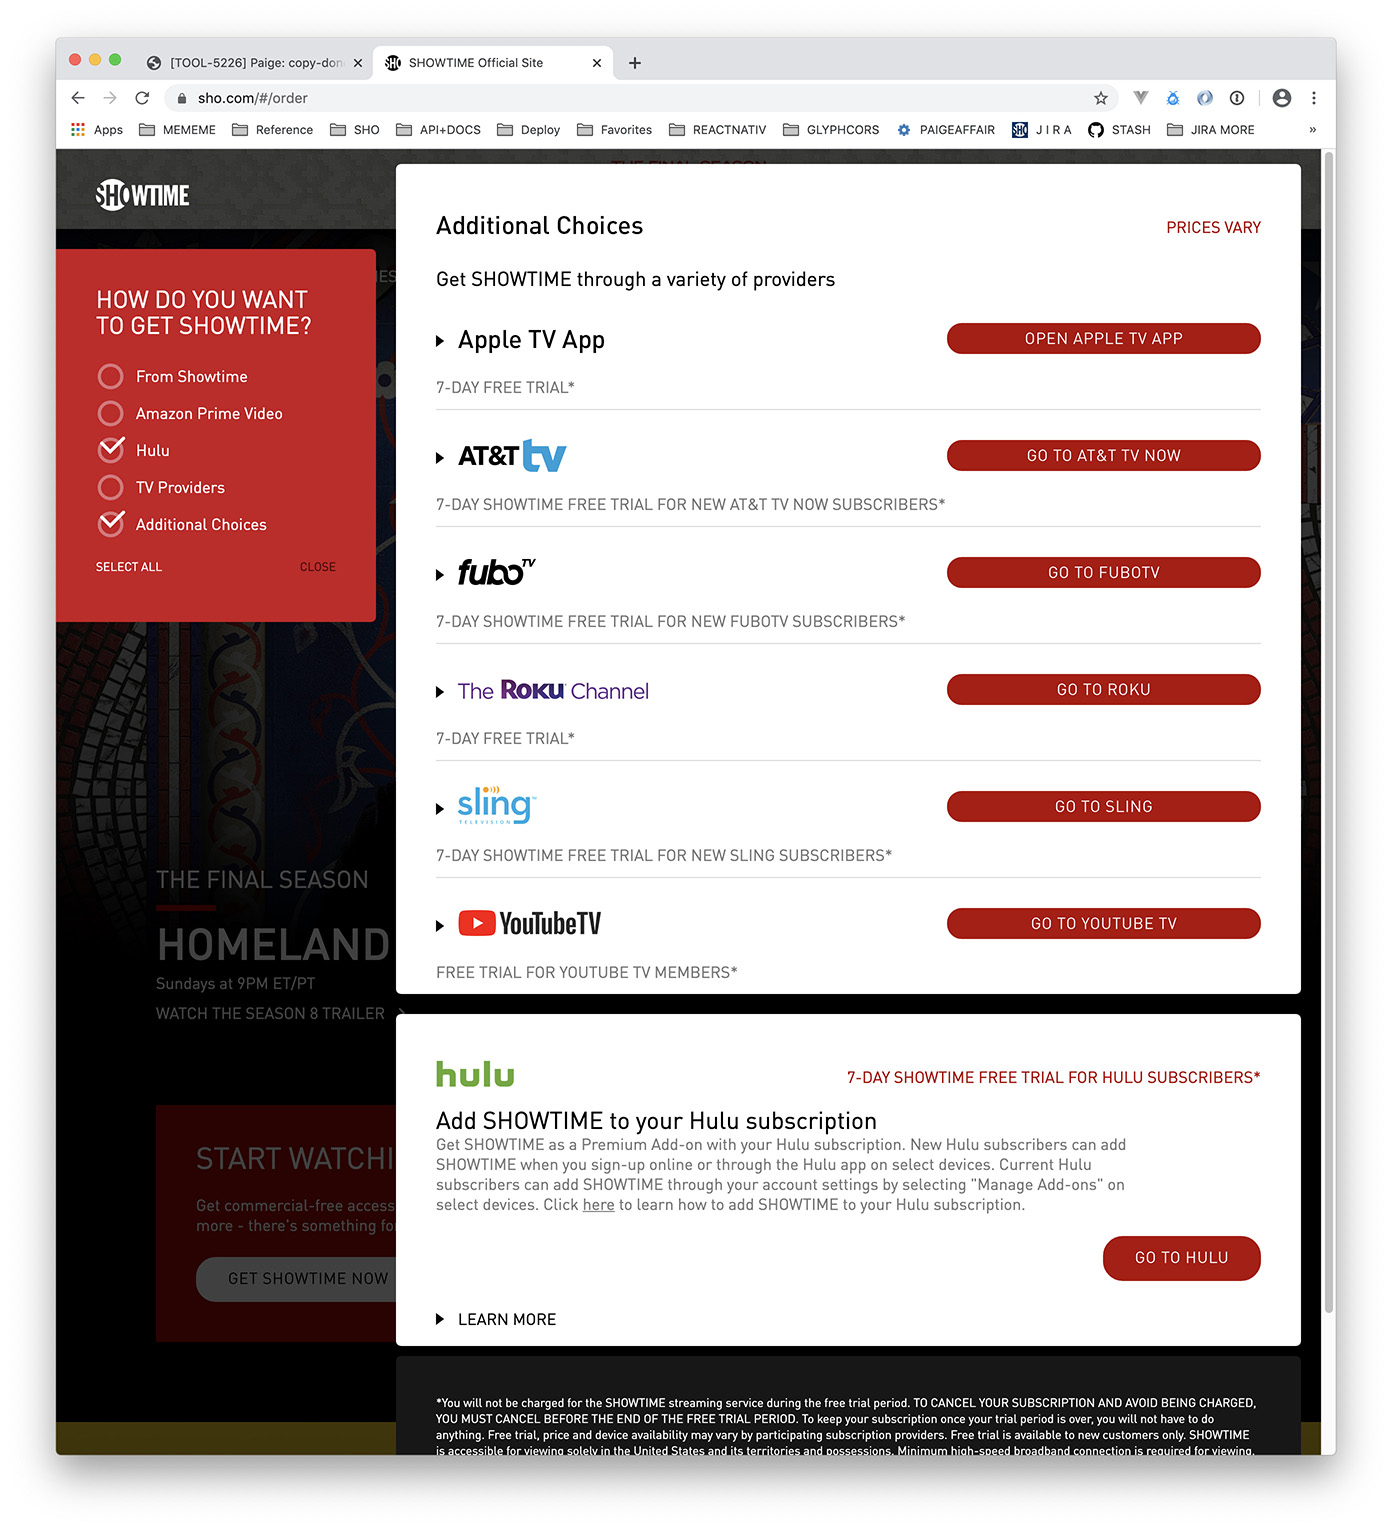 [TOOL-5226] Paige: copy-don
SHOWTIME Official Site
sho.com/#/order
Apps
MEMEME
Reference
SHO
API+DOCS
Deploy
Favorites
REACTNATIV
GLYPHCORS
PAIGEAFFAIR
SHO
J I R A
STASH
JIRA MORE
»
THE FINAL SEASON
SHOWTIME
HOW DO YOU WANT
TO GET SHOWTIME?
From Showtime
Amazon Prime Video
Hulu
TV Providers
Additional Choices
SELECT ALL
CLOSE
Additional Choices
PRICES VARY
Get SHOWTIME through a variety of providers
Apple TV App
OPEN APPLE TV APP
7-DAY FREE TRIAL*
AT&T tv
GO TO AT&T TV NOW
7-DAY SHOWTIME FREE TRIAL FOR NEW AT&T TV NOW SUBSCRIBERS*
fubo TV
GO TO FUBOTV
7-DAY SHOWTIME FREE TRIAL FOR NEW FUBOTV SUBSCRIBERS*
The Roku Channel
GO TO ROKU
7-DAY FREE TRIAL*
sling
TELEVISION
GO TO SLING
7-DAY SHOWTIME FREE TRIAL FOR NEW SLING SUBSCRIBERS*
YouTubeTV
GO TO YOUTUBE TV
FREE TRIAL FOR YOUTUBE TV MEMBERS*
THE FINAL SEASON
HOMELAND
Sundays at 9PM ET/PT
WATCH THE SEASON 8 TRAILER
START WATCHI
Get commercial-free access
more - there's something fo
GET SHOWTIME NOW
hulu
7-DAY SHOWTIME FREE TRIAL FOR HULU SUBSCRIBERS*
Add SHOWTIME to your Hulu subscription
Get SHOWTIME as a Premium Add-on with your Hulu subscription. New Hulu subscribers can add
SHOWTIME when you sign-up online or through the Hulu app on select devices. Current Hulu
subscribers can add SHOWTIME through your account settings by selecting "Manage Add-ons" on
select devices. Click here to learn how to add SHOWTIME to your Hulu subscription.
GO TO HULU
LEARN MORE
*You will not be charged for the SHOWTIME streaming service during the free trial period. TO CANCEL YOUR SUBSCRIPTION AND AVOID BEING CHARGED,
YOU MUST CANCEL BEFORE THE END OF THE FREE TRIAL PERIOD. To keep your subscription once your trial period is over, you will not have to do
anything. Free trial, price and device availability may vary by participating subscription providers. Free trial is available to new customers only. SHOWTIME
is accessible for viewing solely in the United States and its territories and possessions. Minimum high-speed broadband connection is required for viewing.